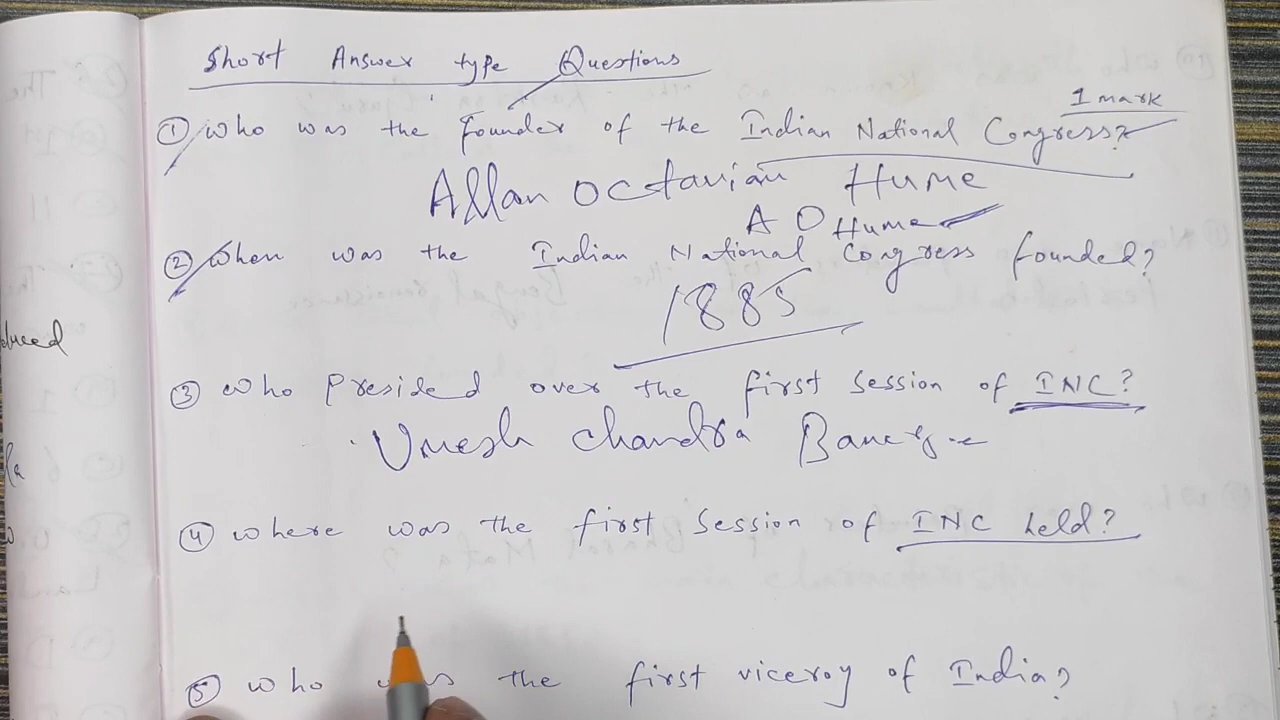 Short Answer type Questions
1 mark
① Who was the founder of the Indian National Congress?
Allan Octavian Hume
A O Hume
② When was the Indian National Congress founded?
1885
③ Who presided over the first session of INC?
Umesh Chandra Banerjee
④ Where was the first session of INC held?
⑤ Who was the first viceroy of India?